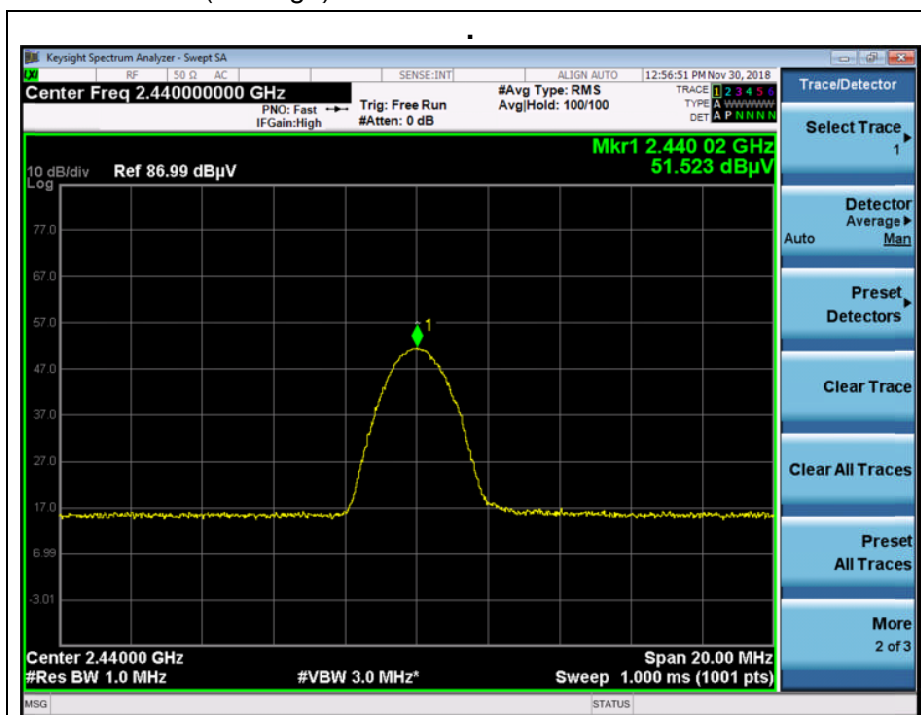 .
Keysight Spectrum Analyzer - Swept SA
RF 50 Ω AC SENSE:INT ALIGN AUTO 12:56:51 PM Nov 30, 2018
Center Freq 2.440000000 GHz
PNO: Fast
IFGain:High
Trig: Free Run
#Atten: 0 dB
#Avg Type: RMS
Avg|Hold: 100/100
TRACE 1 2 3 4 5 6
TYPE A WWWWW
DET A P N N N N
Mkr1 2.440 02 GHz
51.523 dBµV
10 dB/div Ref 86.99 dBµV
Log
77.0
67.0
57.0
47.0
37.0
27.0
17.0
6.99
-3.01
1
Center 2.44000 GHz Span 20.00 MHz
#Res BW 1.0 MHz #VBW 3.0 MHz* Sweep 1.000 ms (1001 pts)
MSG STATUS
Trace/Detector
Select Trace
1
Detector
Average
Auto Man
Preset
Detectors
Clear Trace
Clear All Traces
Preset
All Traces
More
2 of 3